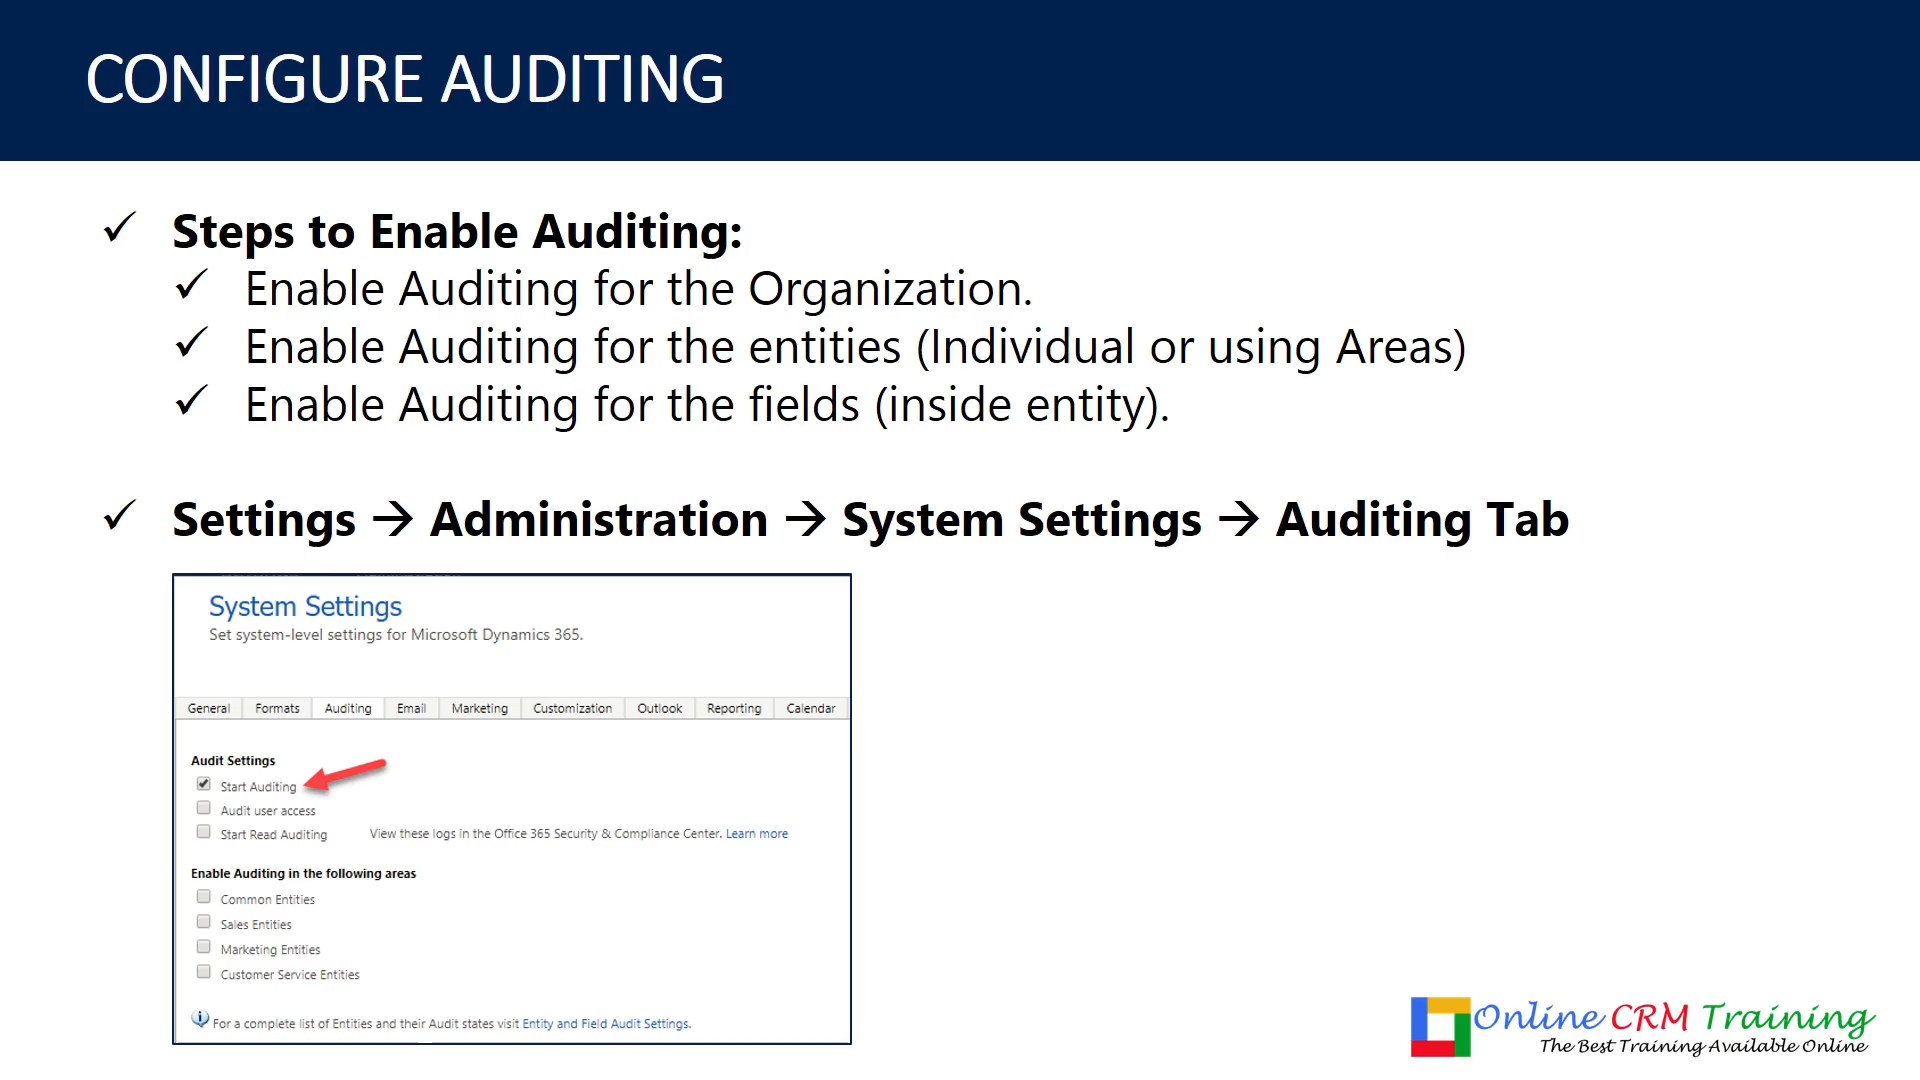 CONFIGURE AUDITING
Steps to Enable Auditing:
Enable Auditing for the Organization.
Enable Auditing for the entities (Individual or using Areas)
Enable Auditing for the fields (inside entity).
Settings → Administration → System Settings → Auditing Tab
System Settings
Set system-level settings for Microsoft Dynamics 365.
General Formats Auditing Email Marketing Customization Outlook Reporting Calendar
Audit Settings
Start Auditing
Audit user access
Start Read Auditing View these logs in the Office 365 Security & Compliance Center. Learn more
Enable Auditing in the following areas
Common Entities
Sales Entities
Marketing Entities
Customer Service Entities
For a complete list of Entities and their Audit states visit Entity and Field Audit Settings.
Online CRM Training
The Best Training Available Online